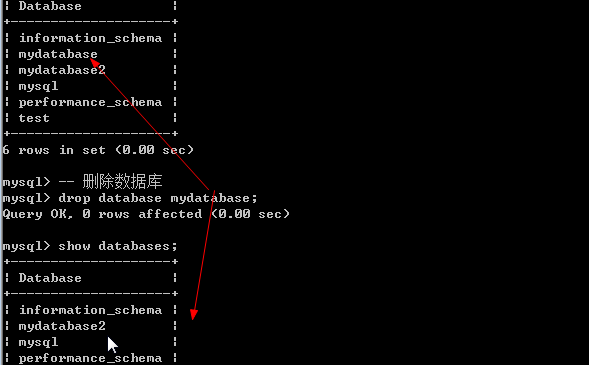 | Database |
+--------------------+
| information_schema |
| mydatabase |
| mydatabase2 |
| mysql |
| performance_schema |
| test |
+--------------------+
6 rows in set (0.00 sec)
mysql> -- 删除数据库
mysql> drop database mydatabase;
Query OK, 0 rows affected (0.00 sec)
mysql> show databases;
+--------------------+
| Database |
+--------------------+
| information_schema |
| mydatabase2 |
| mysql |
| performance_schema |